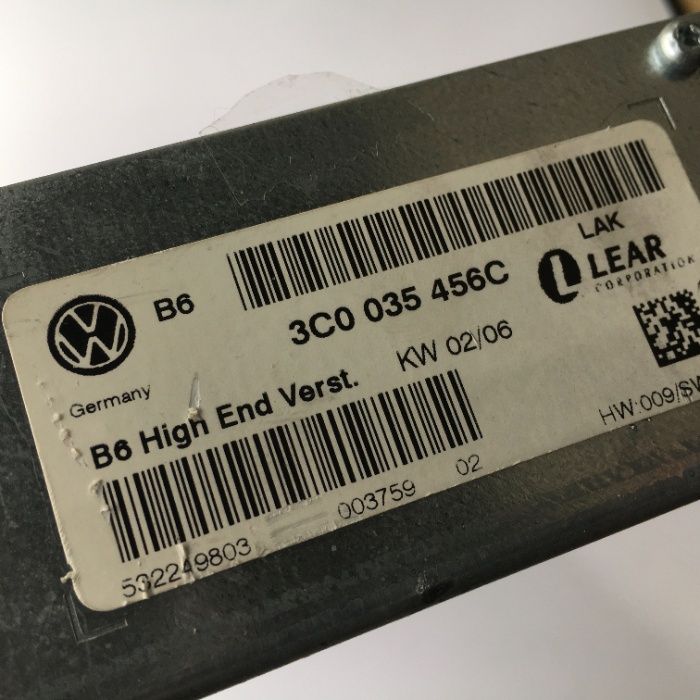 LAK
B6
3C0 035 456C
LEAR
CORPORATION
Germany
B6 High End Verst.
KW 02/06
HW:009/
532249803
003759
02